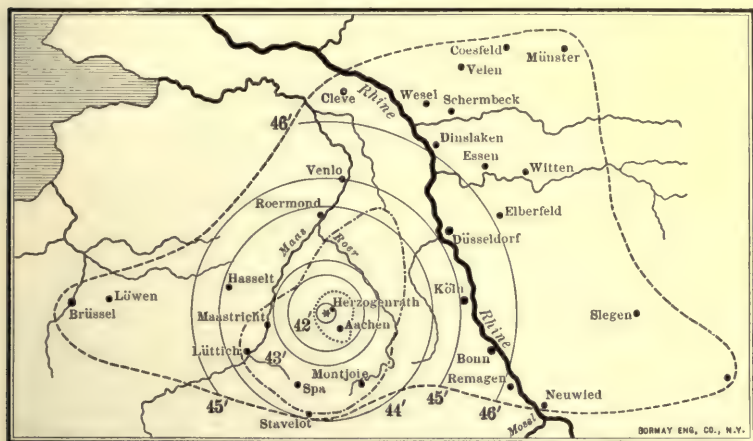 Coesfeld
Münster
Velen
Cleve
Rhine
Wesel
Schermbeck
46'
Dinslaken
Essen
Witten
Venlo
Roermond
Elberfeld
Maas
Roer
Düsseldorf
Hasselt
Löwen
Brüssel
Köln
Herzogenrath
Siegen
42'
Maastricht
Aachen
Rhine
Lüttich
43'
Bonn
Montjoie
Spa
Remagen
45'
44'
45'
46'
Neuwied
Stavelot
Mosel
BORMAY ENG, CO., N.Y.